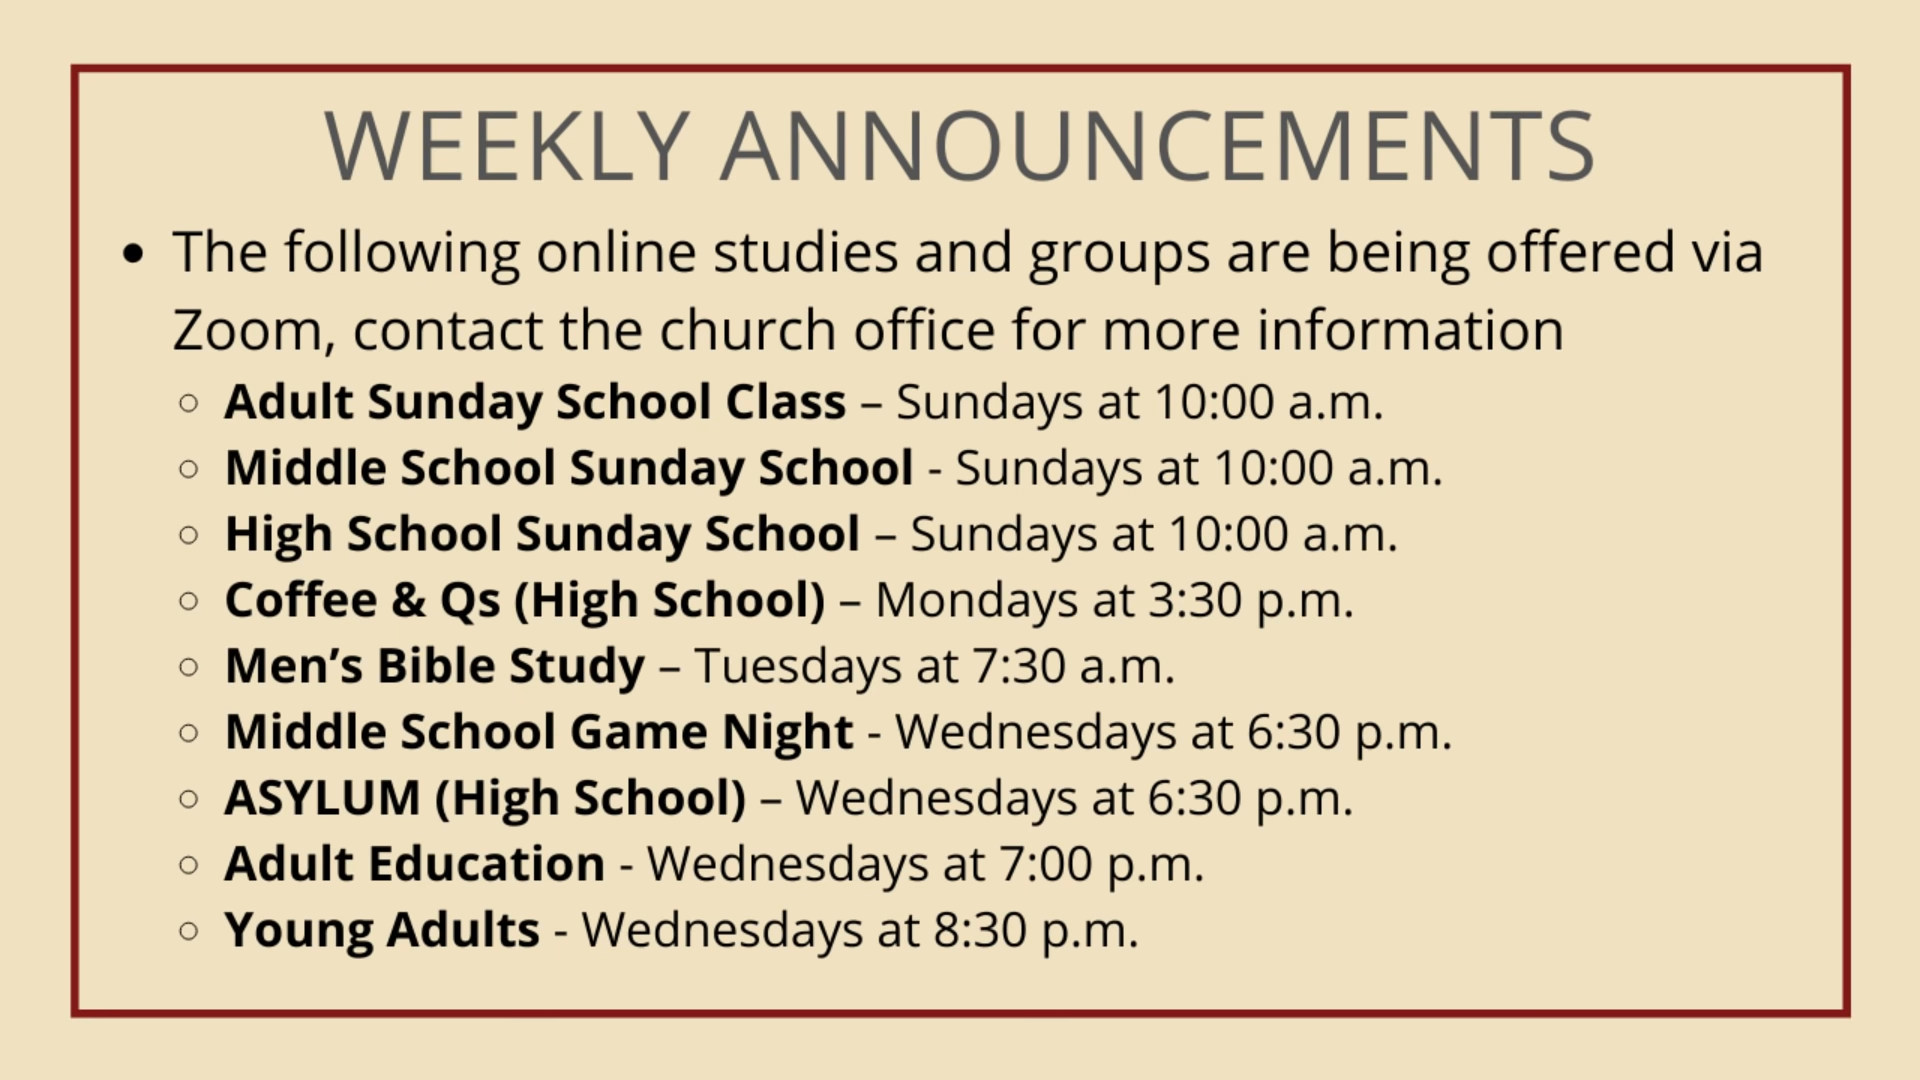 WEEKLY ANNOUNCEMENTS
• The following online studies and groups are being offered via
Zoom, contact the church office for more information
○ Adult Sunday School Class – Sundays at 10:00 a.m.
○ Middle School Sunday School - Sundays at 10:00 a.m.
○ High School Sunday School – Sundays at 10:00 a.m.
○ Coffee & Qs (High School) – Mondays at 3:30 p.m.
○ Men’s Bible Study – Tuesdays at 7:30 a.m.
○ Middle School Game Night - Wednesdays at 6:30 p.m.
○ ASYLUM (High School) – Wednesdays at 6:30 p.m.
○ Adult Education - Wednesdays at 7:00 p.m.
○ Young Adults - Wednesdays at 8:30 p.m.